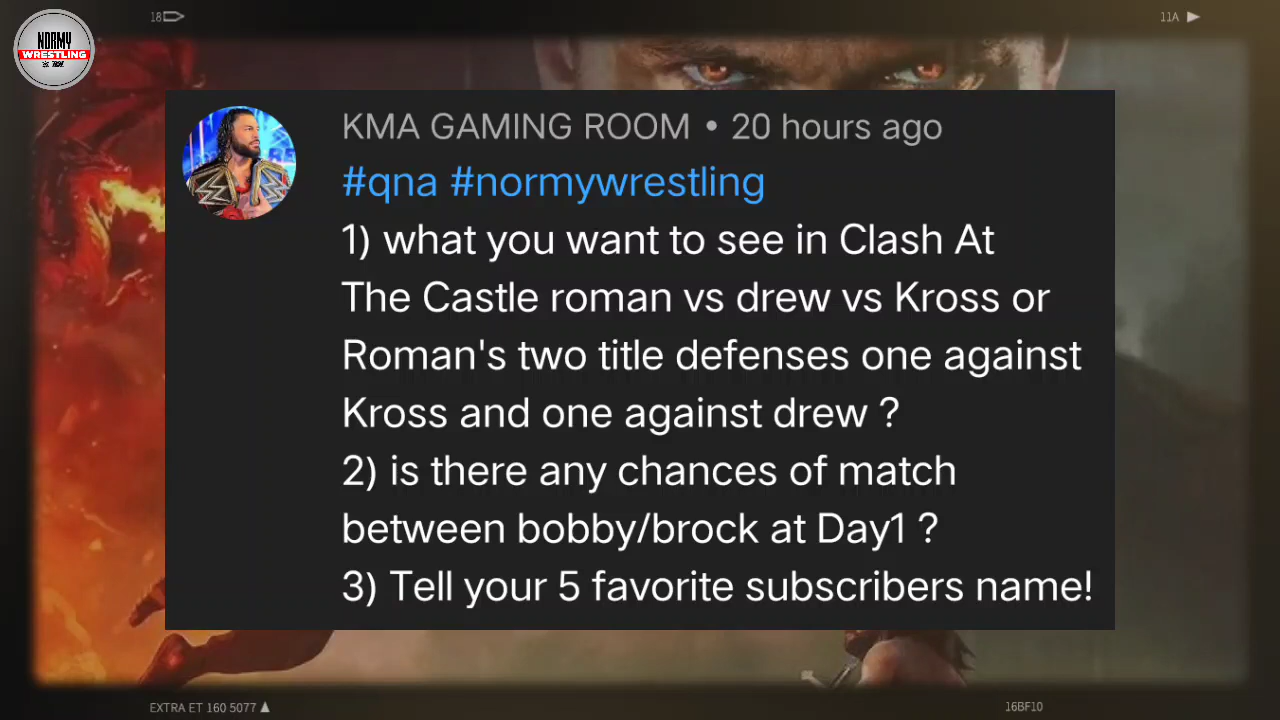 18
11A
NORMY
WRESTLING
KMA GAMING ROOM • 20 hours ago
#qna #normywrestling
1) what you want to see in Clash At
The Castle roman vs drew vs Kross or
Roman's two title defenses one against
Kross and one against drew ?
2) is there any chances of match
between bobby/brock at Day1 ?
3) Tell your 5 favorite subscribers name!
EXTRA ET 160 5077
16BF10